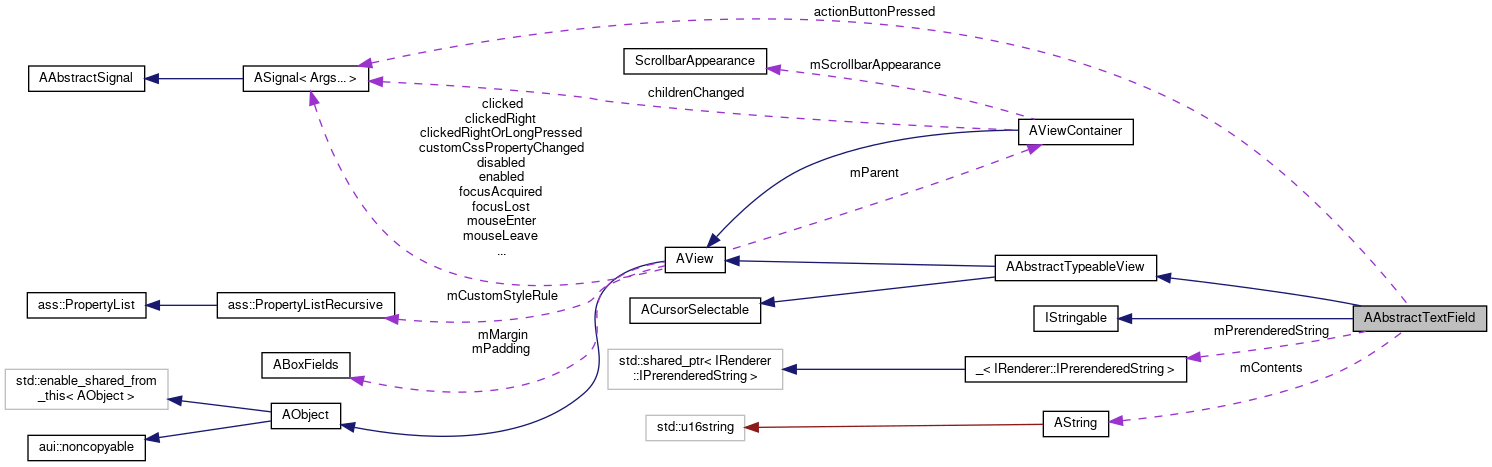 actionButtonPressed
AAbstractSignal
ASignal< Args... >
ScrollbarAppearance
mScrollbarAppearance
childrenChanged
clicked
clickedRight
clickedRightOrLongPressed
customCssPropertyChanged
disabled
enabled
focusAcquired
focusLost
mouseEnter
mouseLeave
...
AViewContainer
mParent
AView
AAbstractTypeableView
mCustomStyleRule
ass::PropertyList
ass::PropertyListRecursive
ACursorSelectable
IStringable
AAbstractTextField
mMargin
mPadding
mPrerenderedString
ABoxFields
std::shared_ptr< IRenderer
::IPrerenderedString >
_< IRenderer::IPrerenderedString >
mContents
std::enable_shared_from
_this< AObject >
AObject
aui::noncopyable
std::u16string
AString